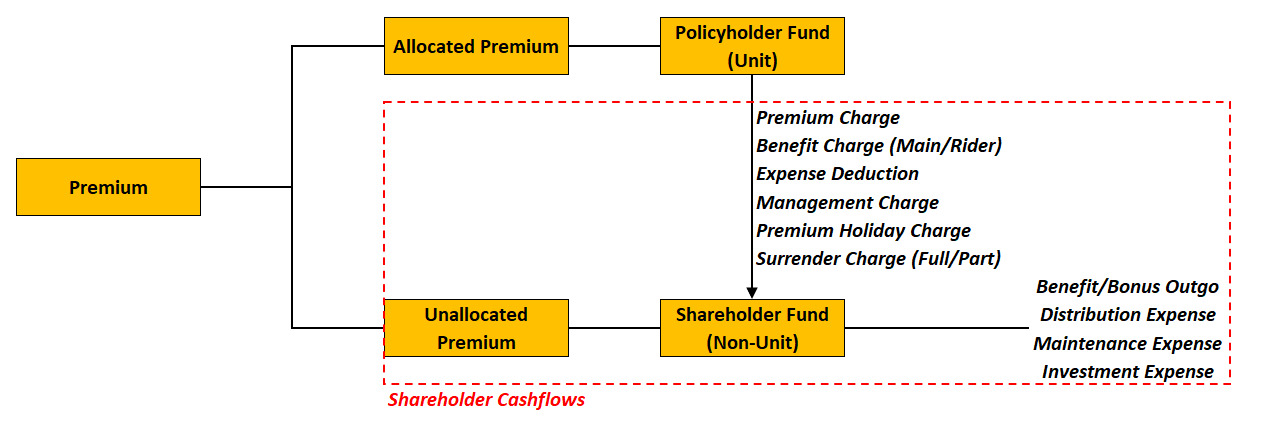 Allocated Premium
Policyholder Fund
(Unit)
Premium Charge
Benefit Charge (Main/Rider)
Expense Deduction
Premium
Management Charge
Premium Holiday Charge
Surrender Charge (Full/Part)
Unallocated
Premium
Shareholder Fund
(Non-Unit)
Benefit/Bonus Outgo
Distribution Expense
Maintenance Expense
Investment Expense
Shareholder Cashflows